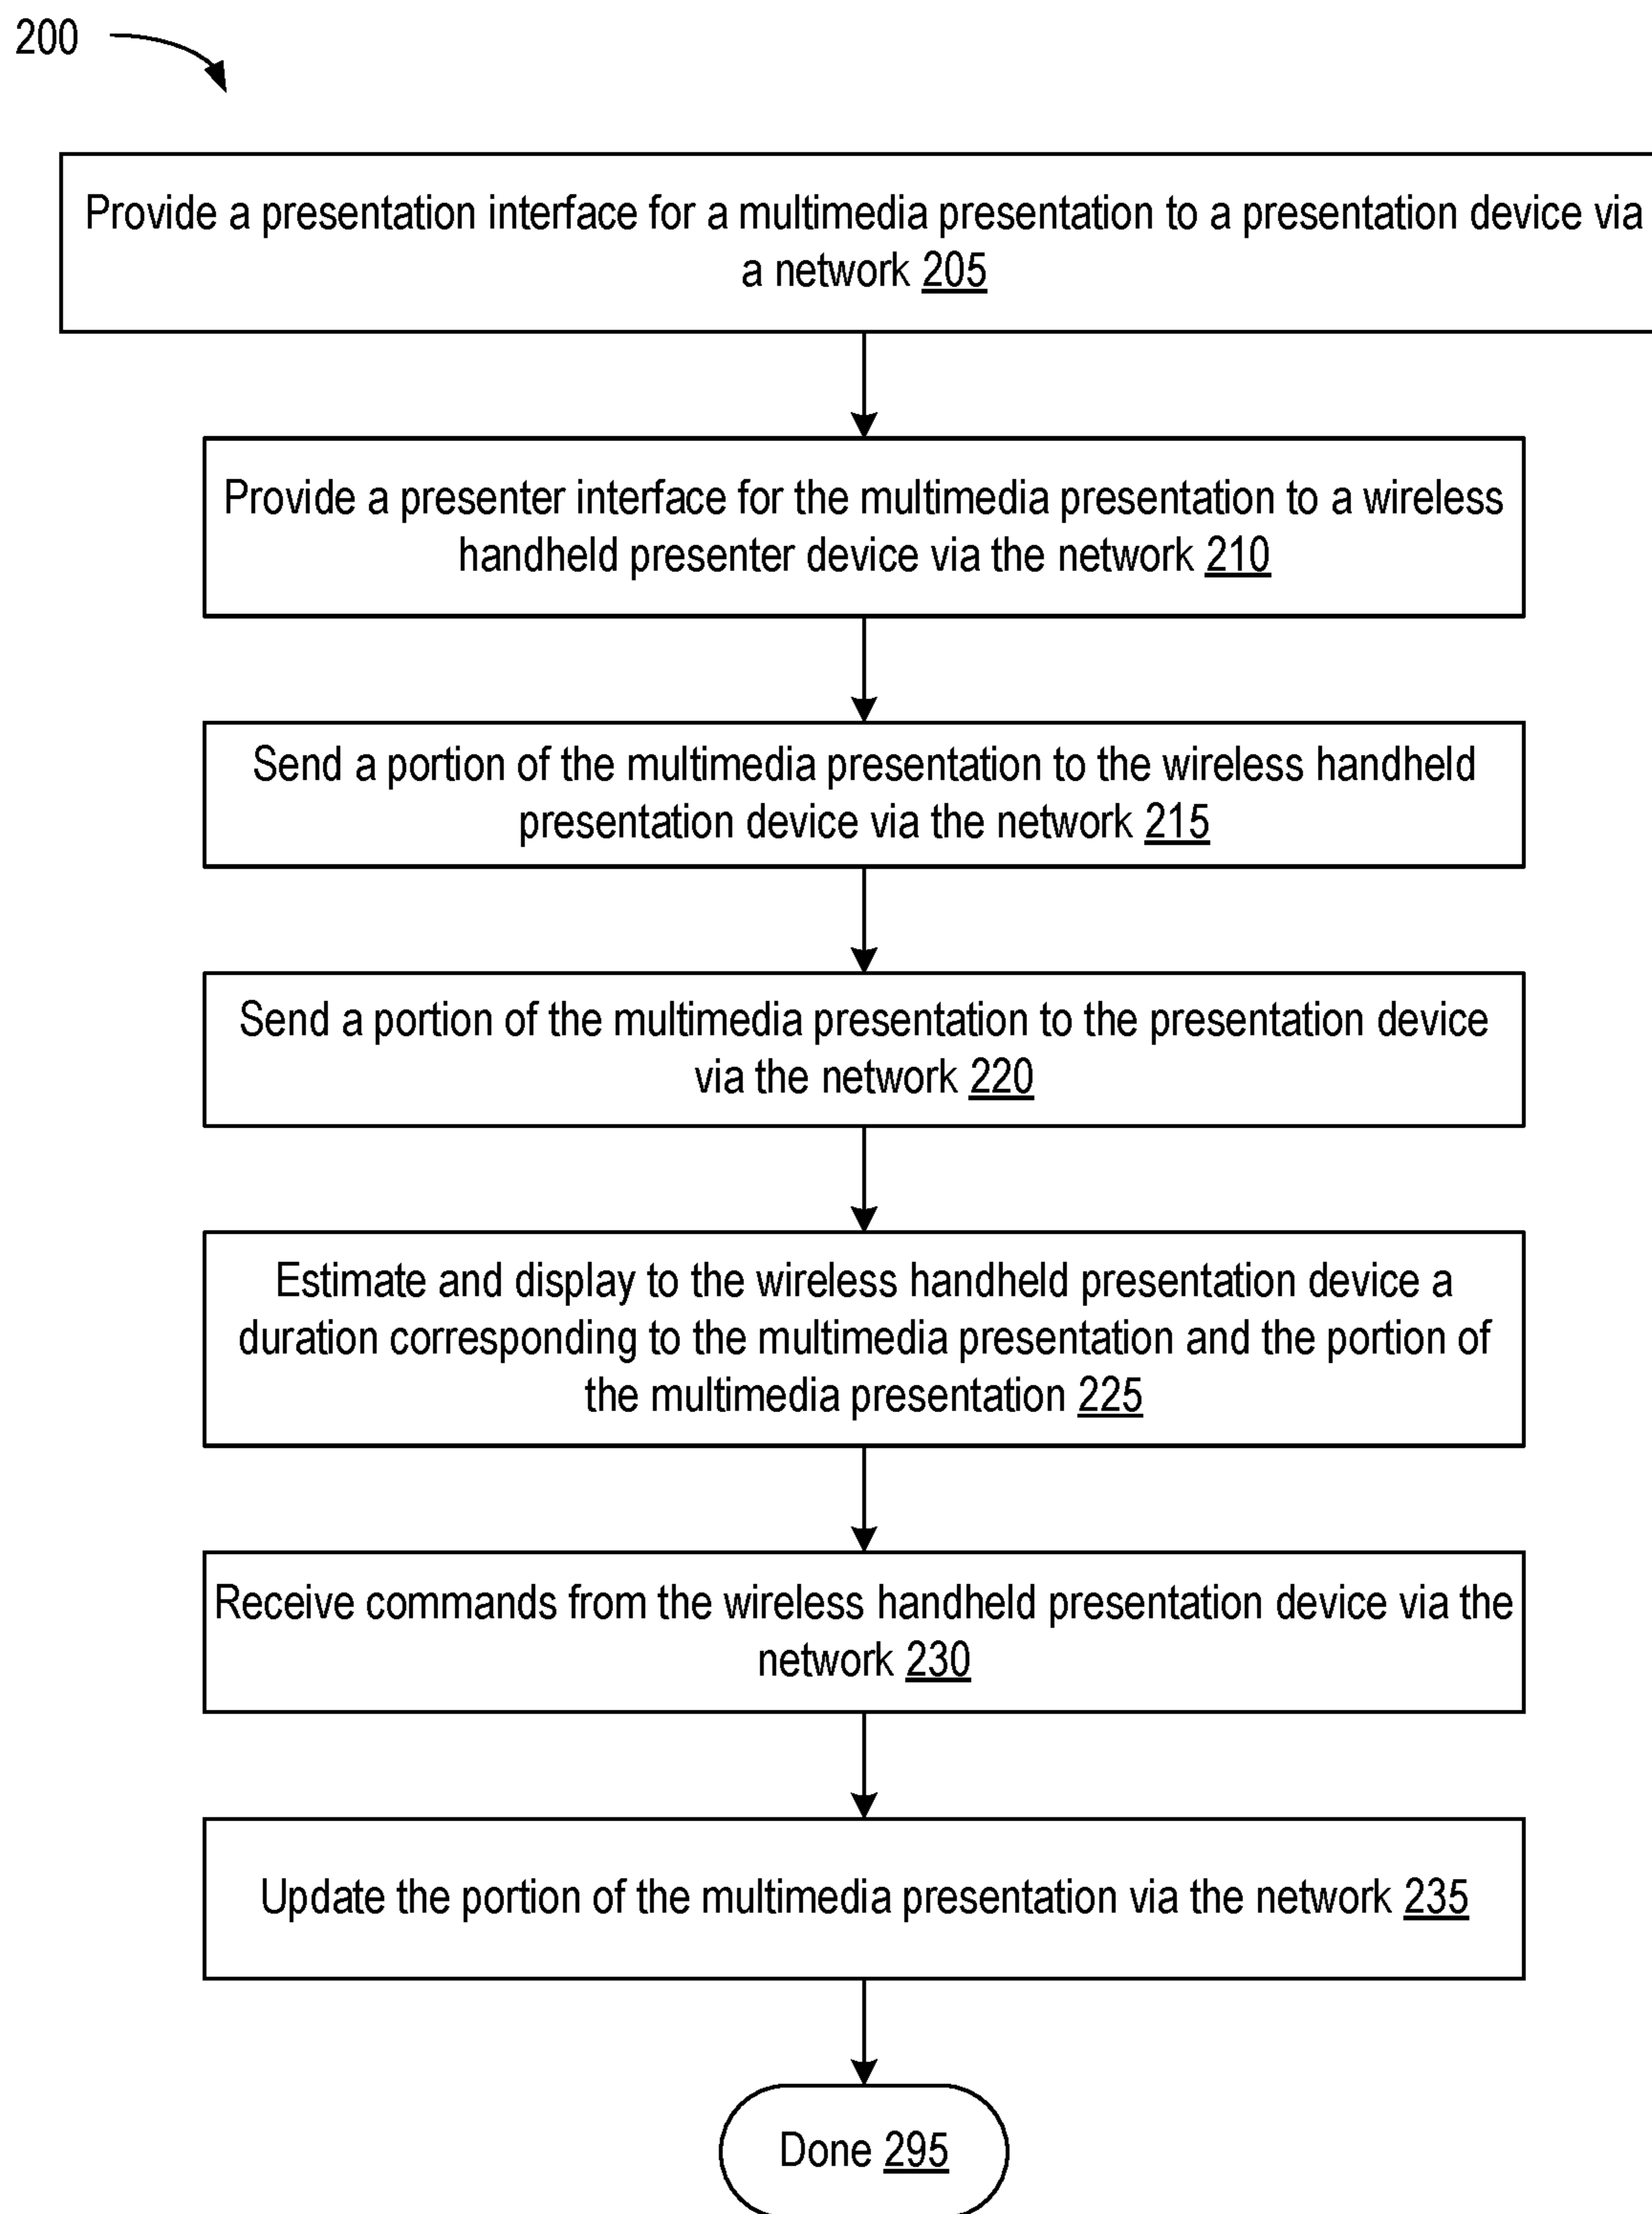 200
Provide a presentation interface for a multimedia presentation to a presentation device via
a network 205
Provide a presenter interface for the multimedia presentation to a wireless
handheld presenter device via the network 210
Send a portion of the multimedia presentation to the wireless handheld
presentation device via the network 215
Send a portion of the multimedia presentation to the presentation device
via the network 220
Estimate and display to the wireless handheld presentation device a
duration corresponding to the multimedia presentation and the portion of
the multimedia presentation 225
Receive commands from the wireless handheld presentation device via the
network 230
Update the portion of the multimedia presentation via the network 235
Done 295